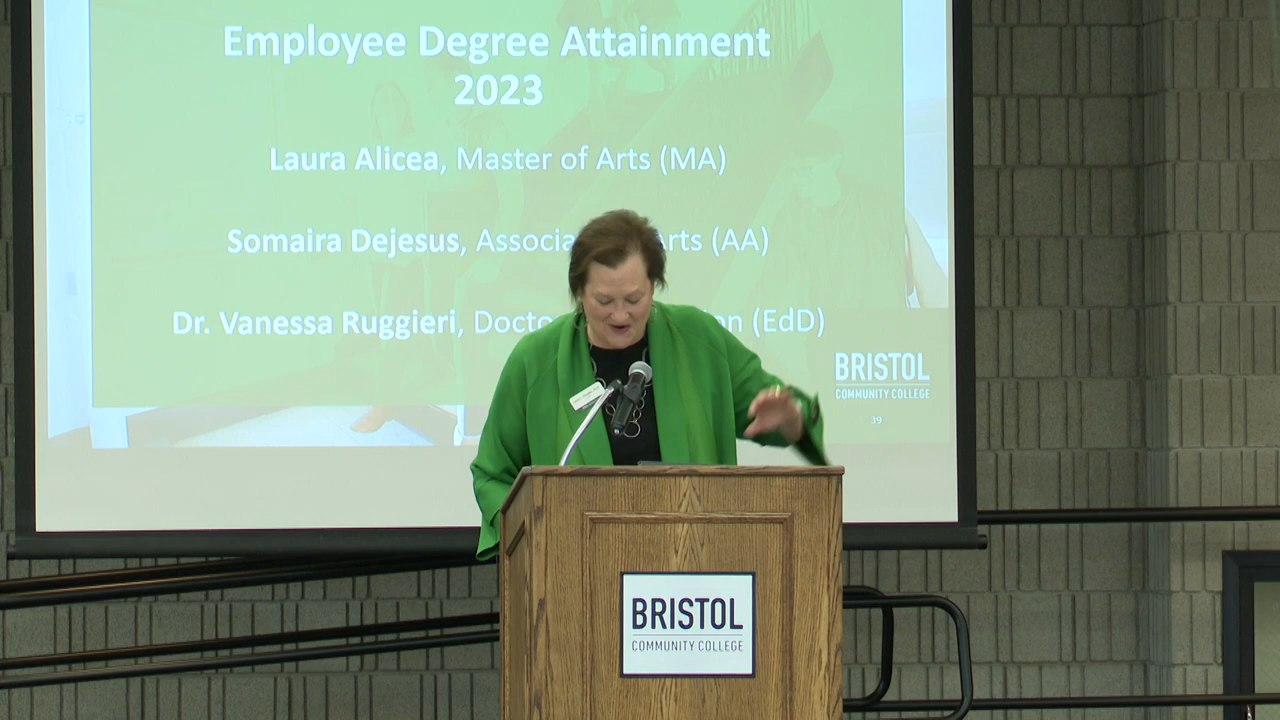 Employee Degree Attainment
2023
Laura Alicea, Master of Arts (MA)
Somaira Dejesus, Associa Arts (AA)
Dr. Vanessa Ruggieri, Docto on (EdD)
BRISTOL
COMMUNITY COLLEGE
39
BRISTOL
COMMUNITY COLLEGE